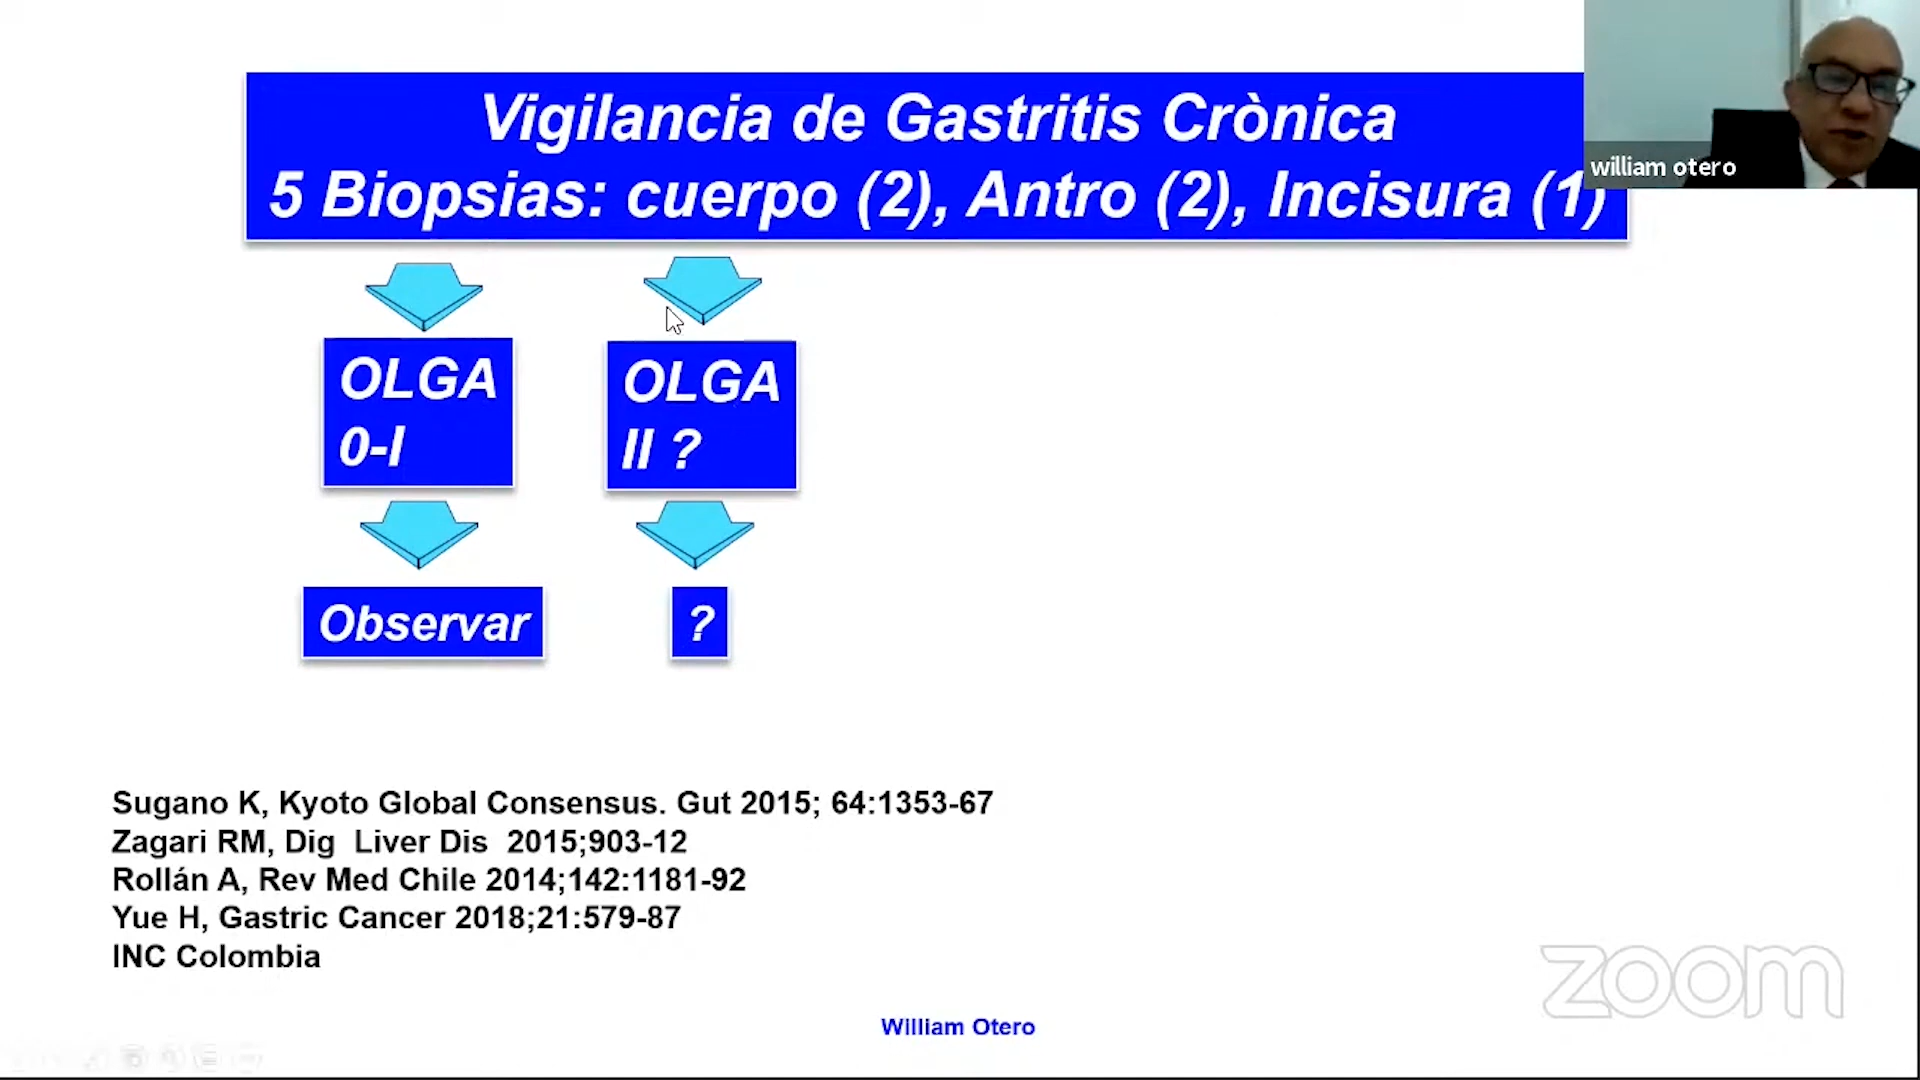 Vigilancia de Gastritis Crònica
5 Biopsias: cuerpo (2), Antro (2), Incisura (1)
william otero
OLGA
0-I
OLGA
II ?
Observar
?
Sugano K, Kyoto Global Consensus. Gut 2015; 64:1353-67
Zagari RM, Dig Liver Dis 2015;903-12
Rollán A, Rev Med Chile 2014;142:1181-92
Yue H, Gastric Cancer 2018;21:579-87
INC Colombia
zoom
William Otero